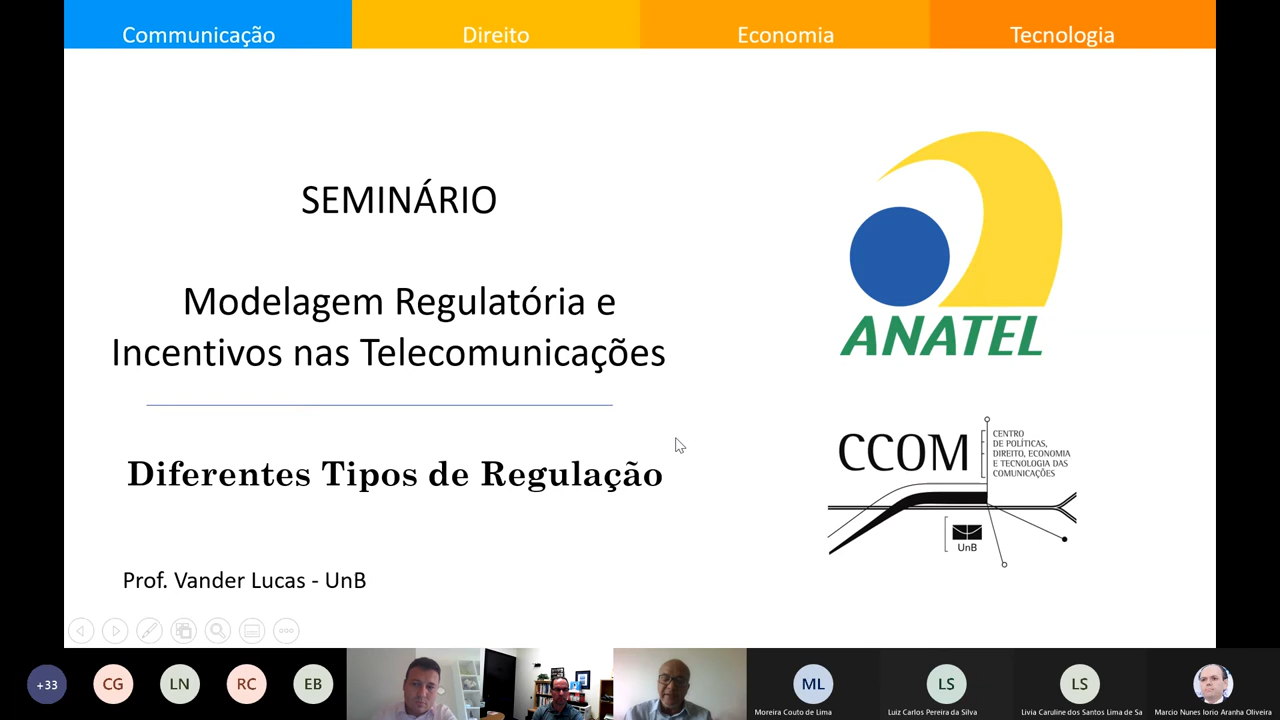 Communicação
Direito
Economia
Tecnologia
SEMINÁRIO
Modelagem Regulatória e
Incentivos nas Telecomunicações
Diferentes Tipos de Regulação
Prof. Vander Lucas - UnB
ANATEL
CCOM
CENTRO
DE POLÍTICAS,
DIREITO, ECONOMIA
E TECNOLOGIA DAS
COMUNICAÇÕES
UnB
+33
CG
LN
RC
EB
ML
Moreira Couto de Lima
LS
Luiz Carlos Pereira da Silva
LS
Livia Caruline dos Santos Lima de Sa
Marcio Nunes Iorio Aranha Oliveira